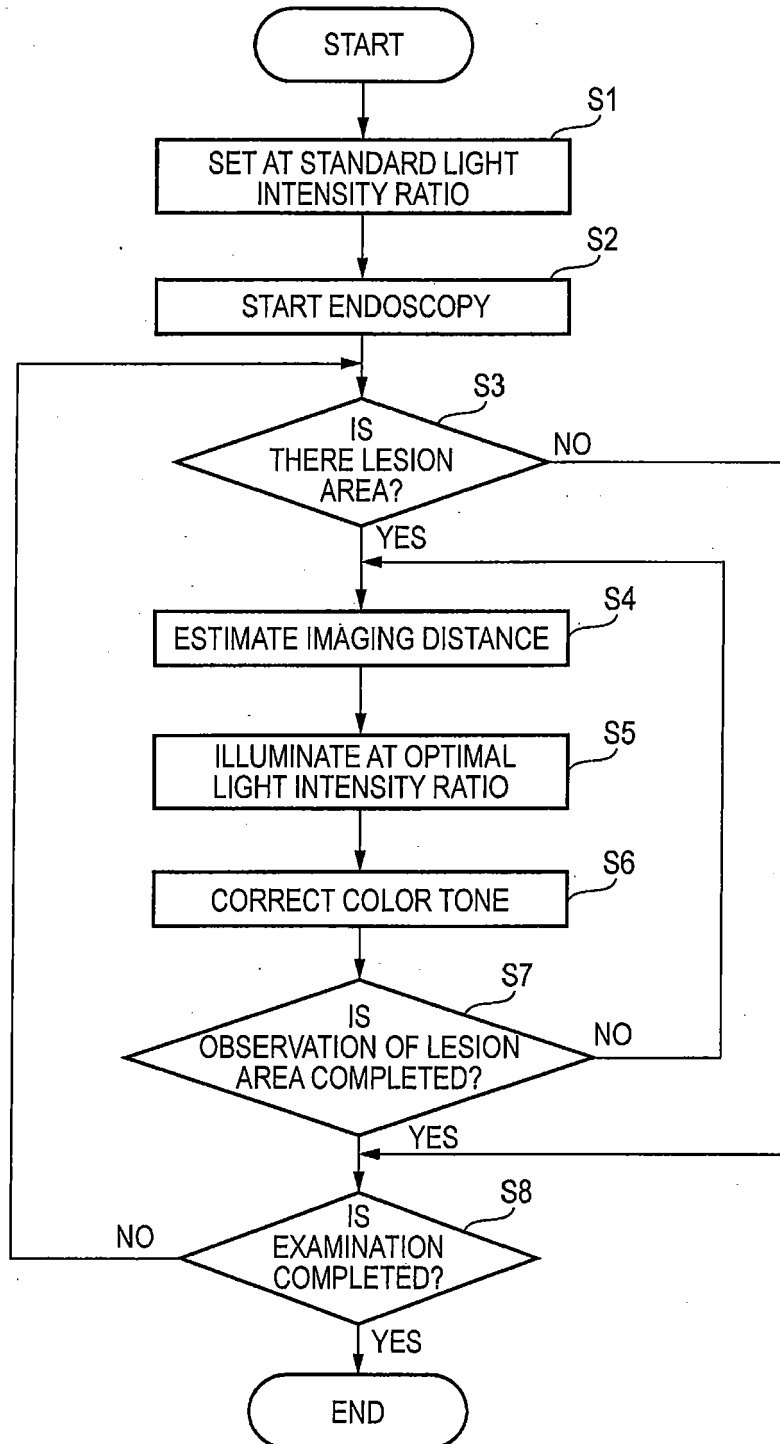 START
S1
SET AT STANDARD LIGHT
INTENSITY RATIO
S2
START ENDOSCOPY
S3
IS
THERE LESION
AREA?
NO
YES
S4
ESTIMATE IMAGING DISTANCE
S5
ILLUMINATE AT OPTIMAL
LIGHT INTENSITY RATIO
S6
CORRECT COLOR TONE
S7
IS
OBSERVATION OF LESION
AREA COMPLETED?
NO
YES
S8
IS
EXAMINATION
COMPLETED?
NO
YES
END